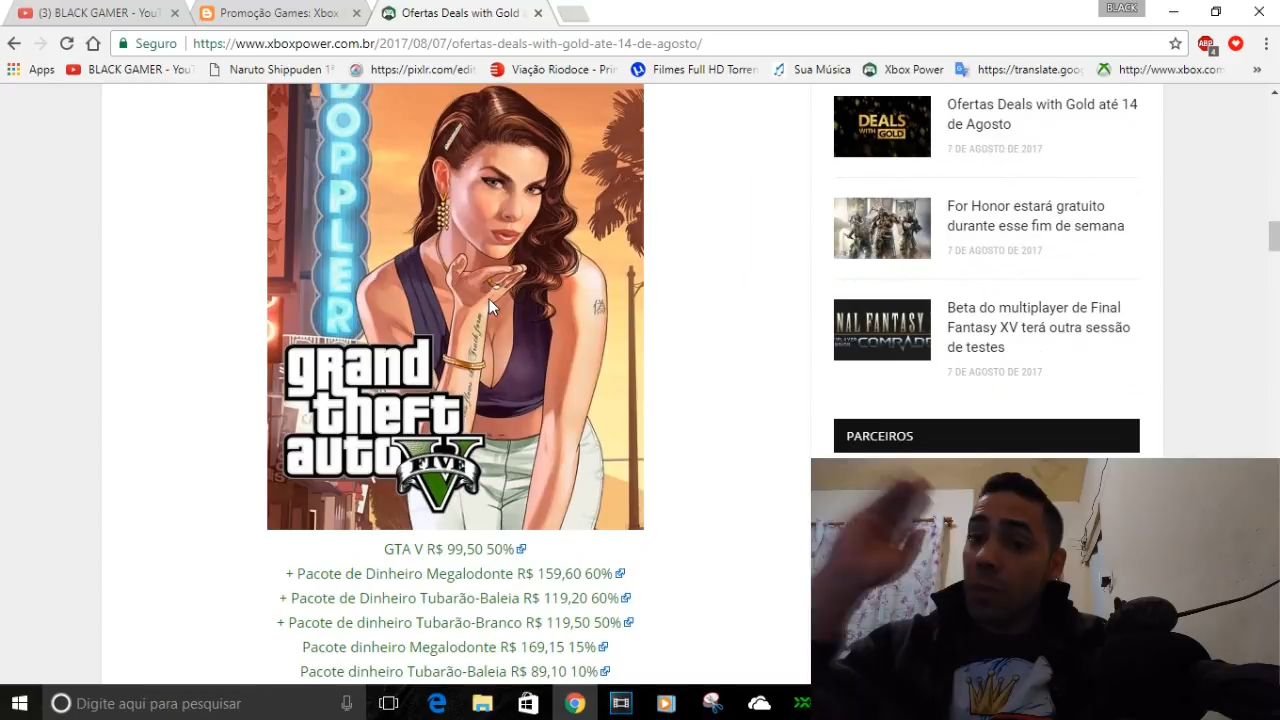 (3) BLACK GAMER - YouT
Promoção Games: Xbox
Ofertas Deals with Gold
BLACK
Seguro
https://www.xboxpower.com.br/2017/08/07/ofertas-deals-with-gold-ate-14-de-agosto/
ABP
4
Apps
BLACK GAMER - YouT
Naruto Shippuden 1ª
https://pixlr.com/edit
Viação Riodoce - Prin
Filmes Full HD Torren
Sua Música
Xbox Power
https://translate.goog
http://www.xbox.com
»
DOPPLER
grand
theft
auto
V
FIVE
GTA V R$ 99,50 50%
+ Pacote de Dinheiro Megalodonte R$ 159,60 60%
+ Pacote de Dinheiro Tubarão-Baleia R$ 119,20 60%
+ Pacote de dinheiro Tubarão-Branco R$ 119,50 50%
Pacote dinheiro Megalodonte R$ 169,15 15%
Pacote dinheiro Tubarão-Baleia R$ 89,10 10%
DEALS
WITH GOLD
Ofertas Deals with Gold até 14
de Agosto
7 DE AGOSTO DE 2017
For Honor estará gratuito
durante esse fim de semana
7 DE AGOSTO DE 2017
NAL FANTASY
COMRADE
Beta do multiplayer de Final
Fantasy XV terá outra sessão
de testes
7 DE AGOSTO DE 2017
PARCEIROS
Digite aqui para pesquisar